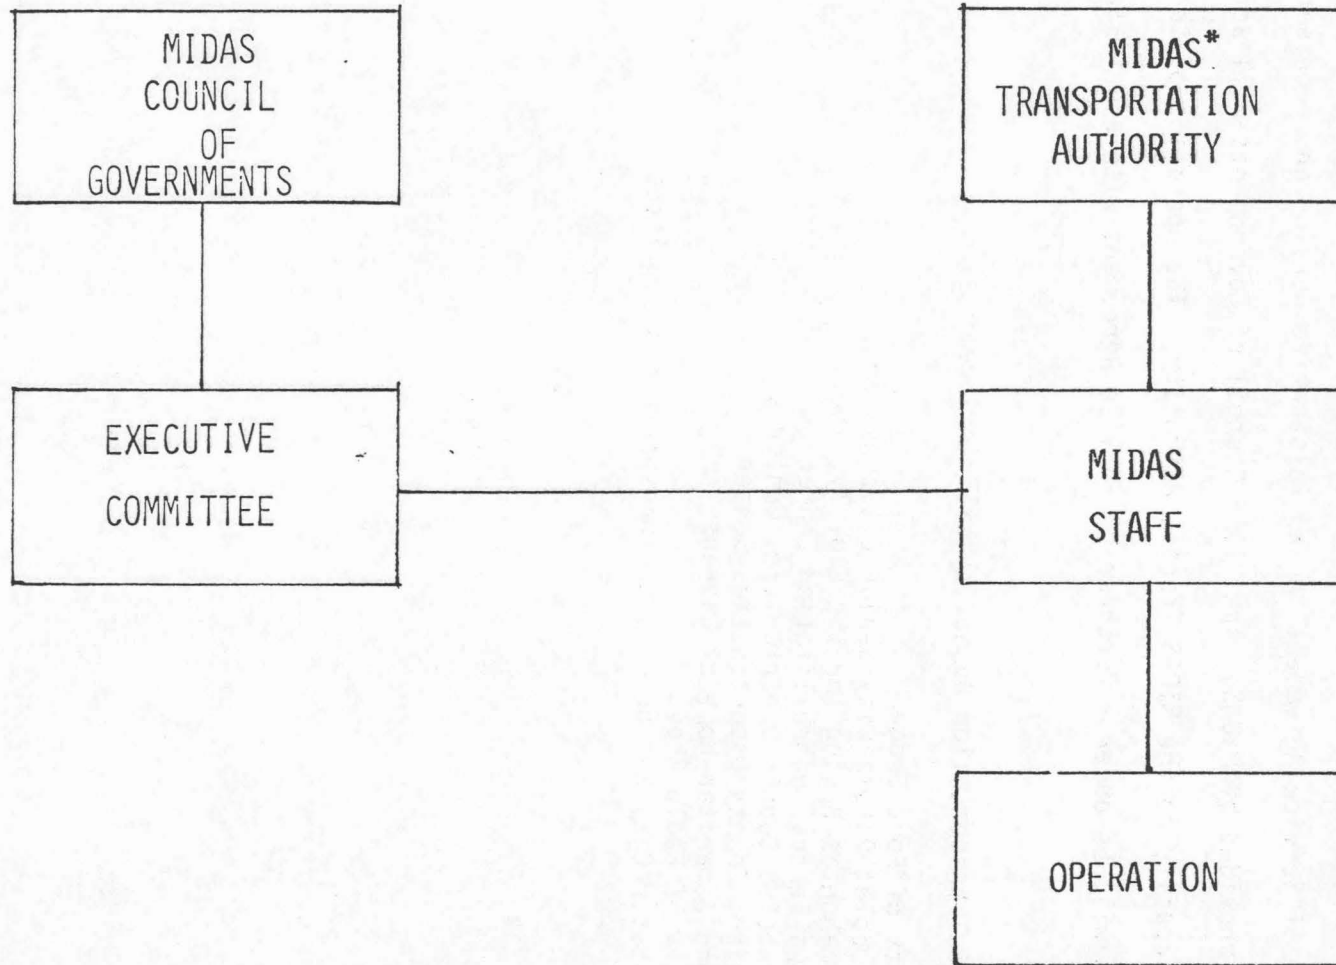 MIDAS
COUNCIL
OF
GOVERNMENTS
MIDAS*
TRANSPORTATION
AUTHORITY
EXECUTIVE
COMMITTEE
MIDAS
STAFF
OPERATION